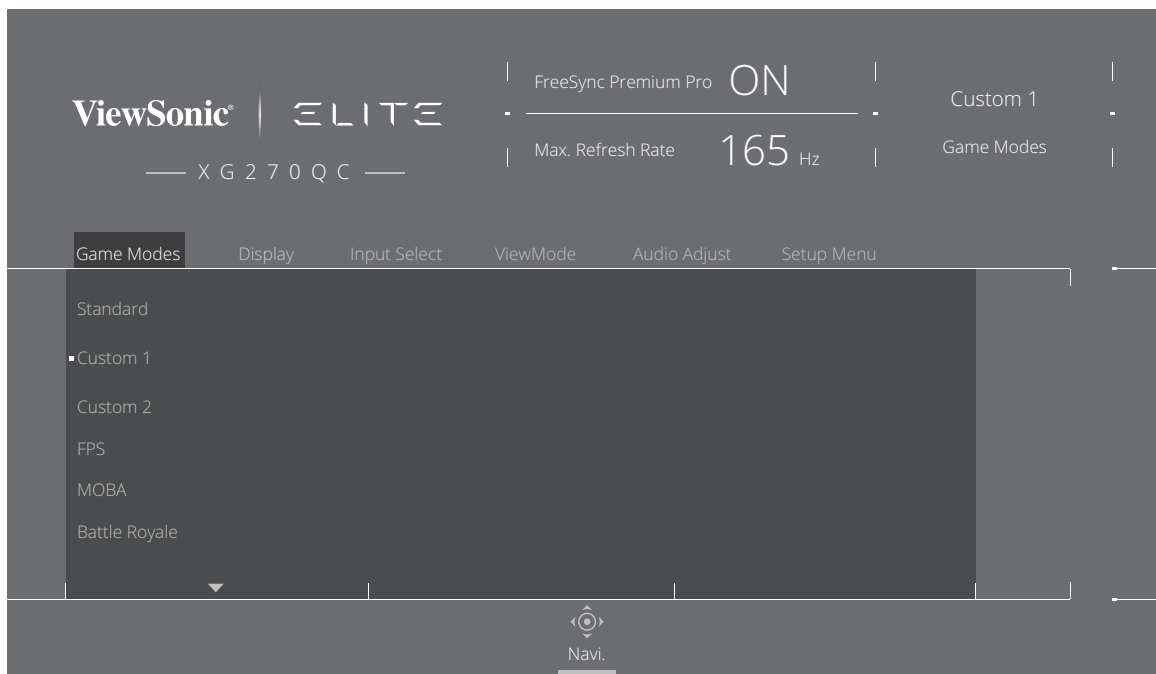 ViewSonic® ELITE
XG270QC
FreeSync Premium Pro ON
Max. Refresh Rate 165 Hz
Custom 1
Game Modes
Game Modes Display Input Select ViewMode Audio Adjust Setup Menu
Standard
Custom 1
Custom 2
FPS
MOBA
Battle Royale
Navi.